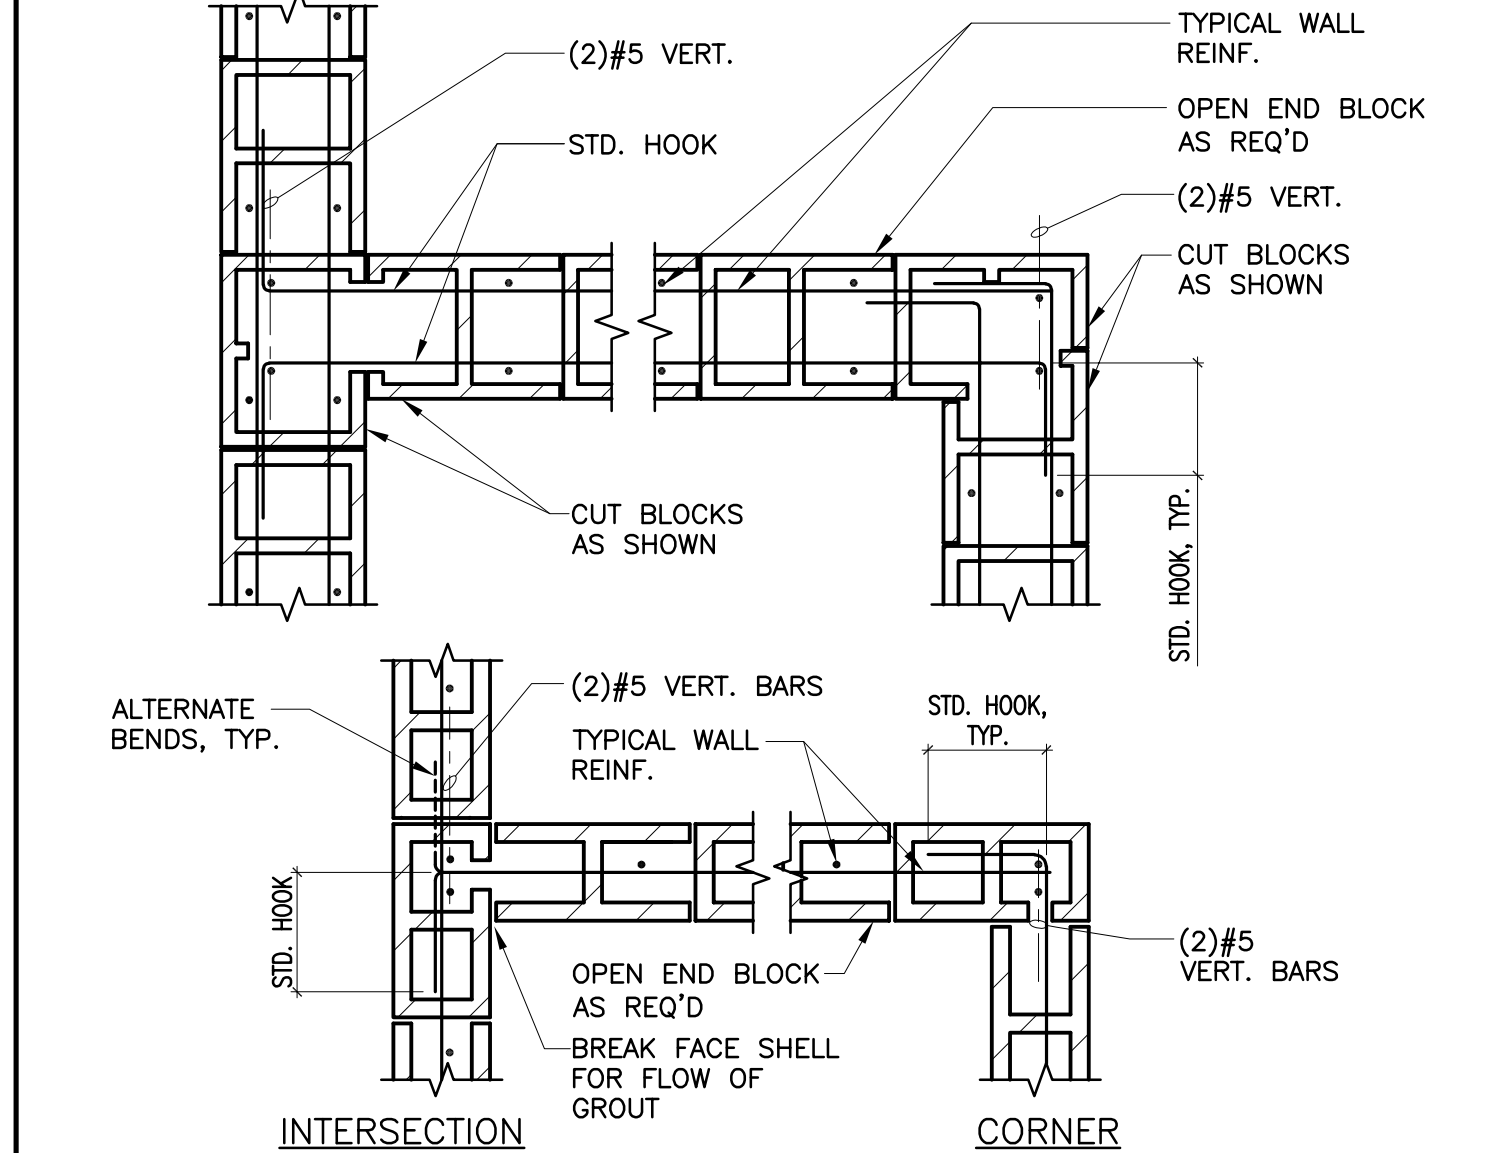 (2)#5 VERT.
STD. HOOK
TYPICAL WALL
REINF.
OPEN END BLOCK
AS REQ'D
(2)#5 VERT.
CUT BLOCKS
AS SHOWN
CUT BLOCKS
AS SHOWN
STD. HOOK, TYP.
ALTERNATE
BENDS, TYP.
(2)#5 VERT. BARS
TYPICAL WALL
REINF.
STD. HOOK,
TYP.
STD. HOOK
OPEN END BLOCK
AS REQ'D
BREAK FACE SHELL
FOR FLOW OF
GROUT
(2)#5
VERT. BARS
INTERSECTION
CORNER